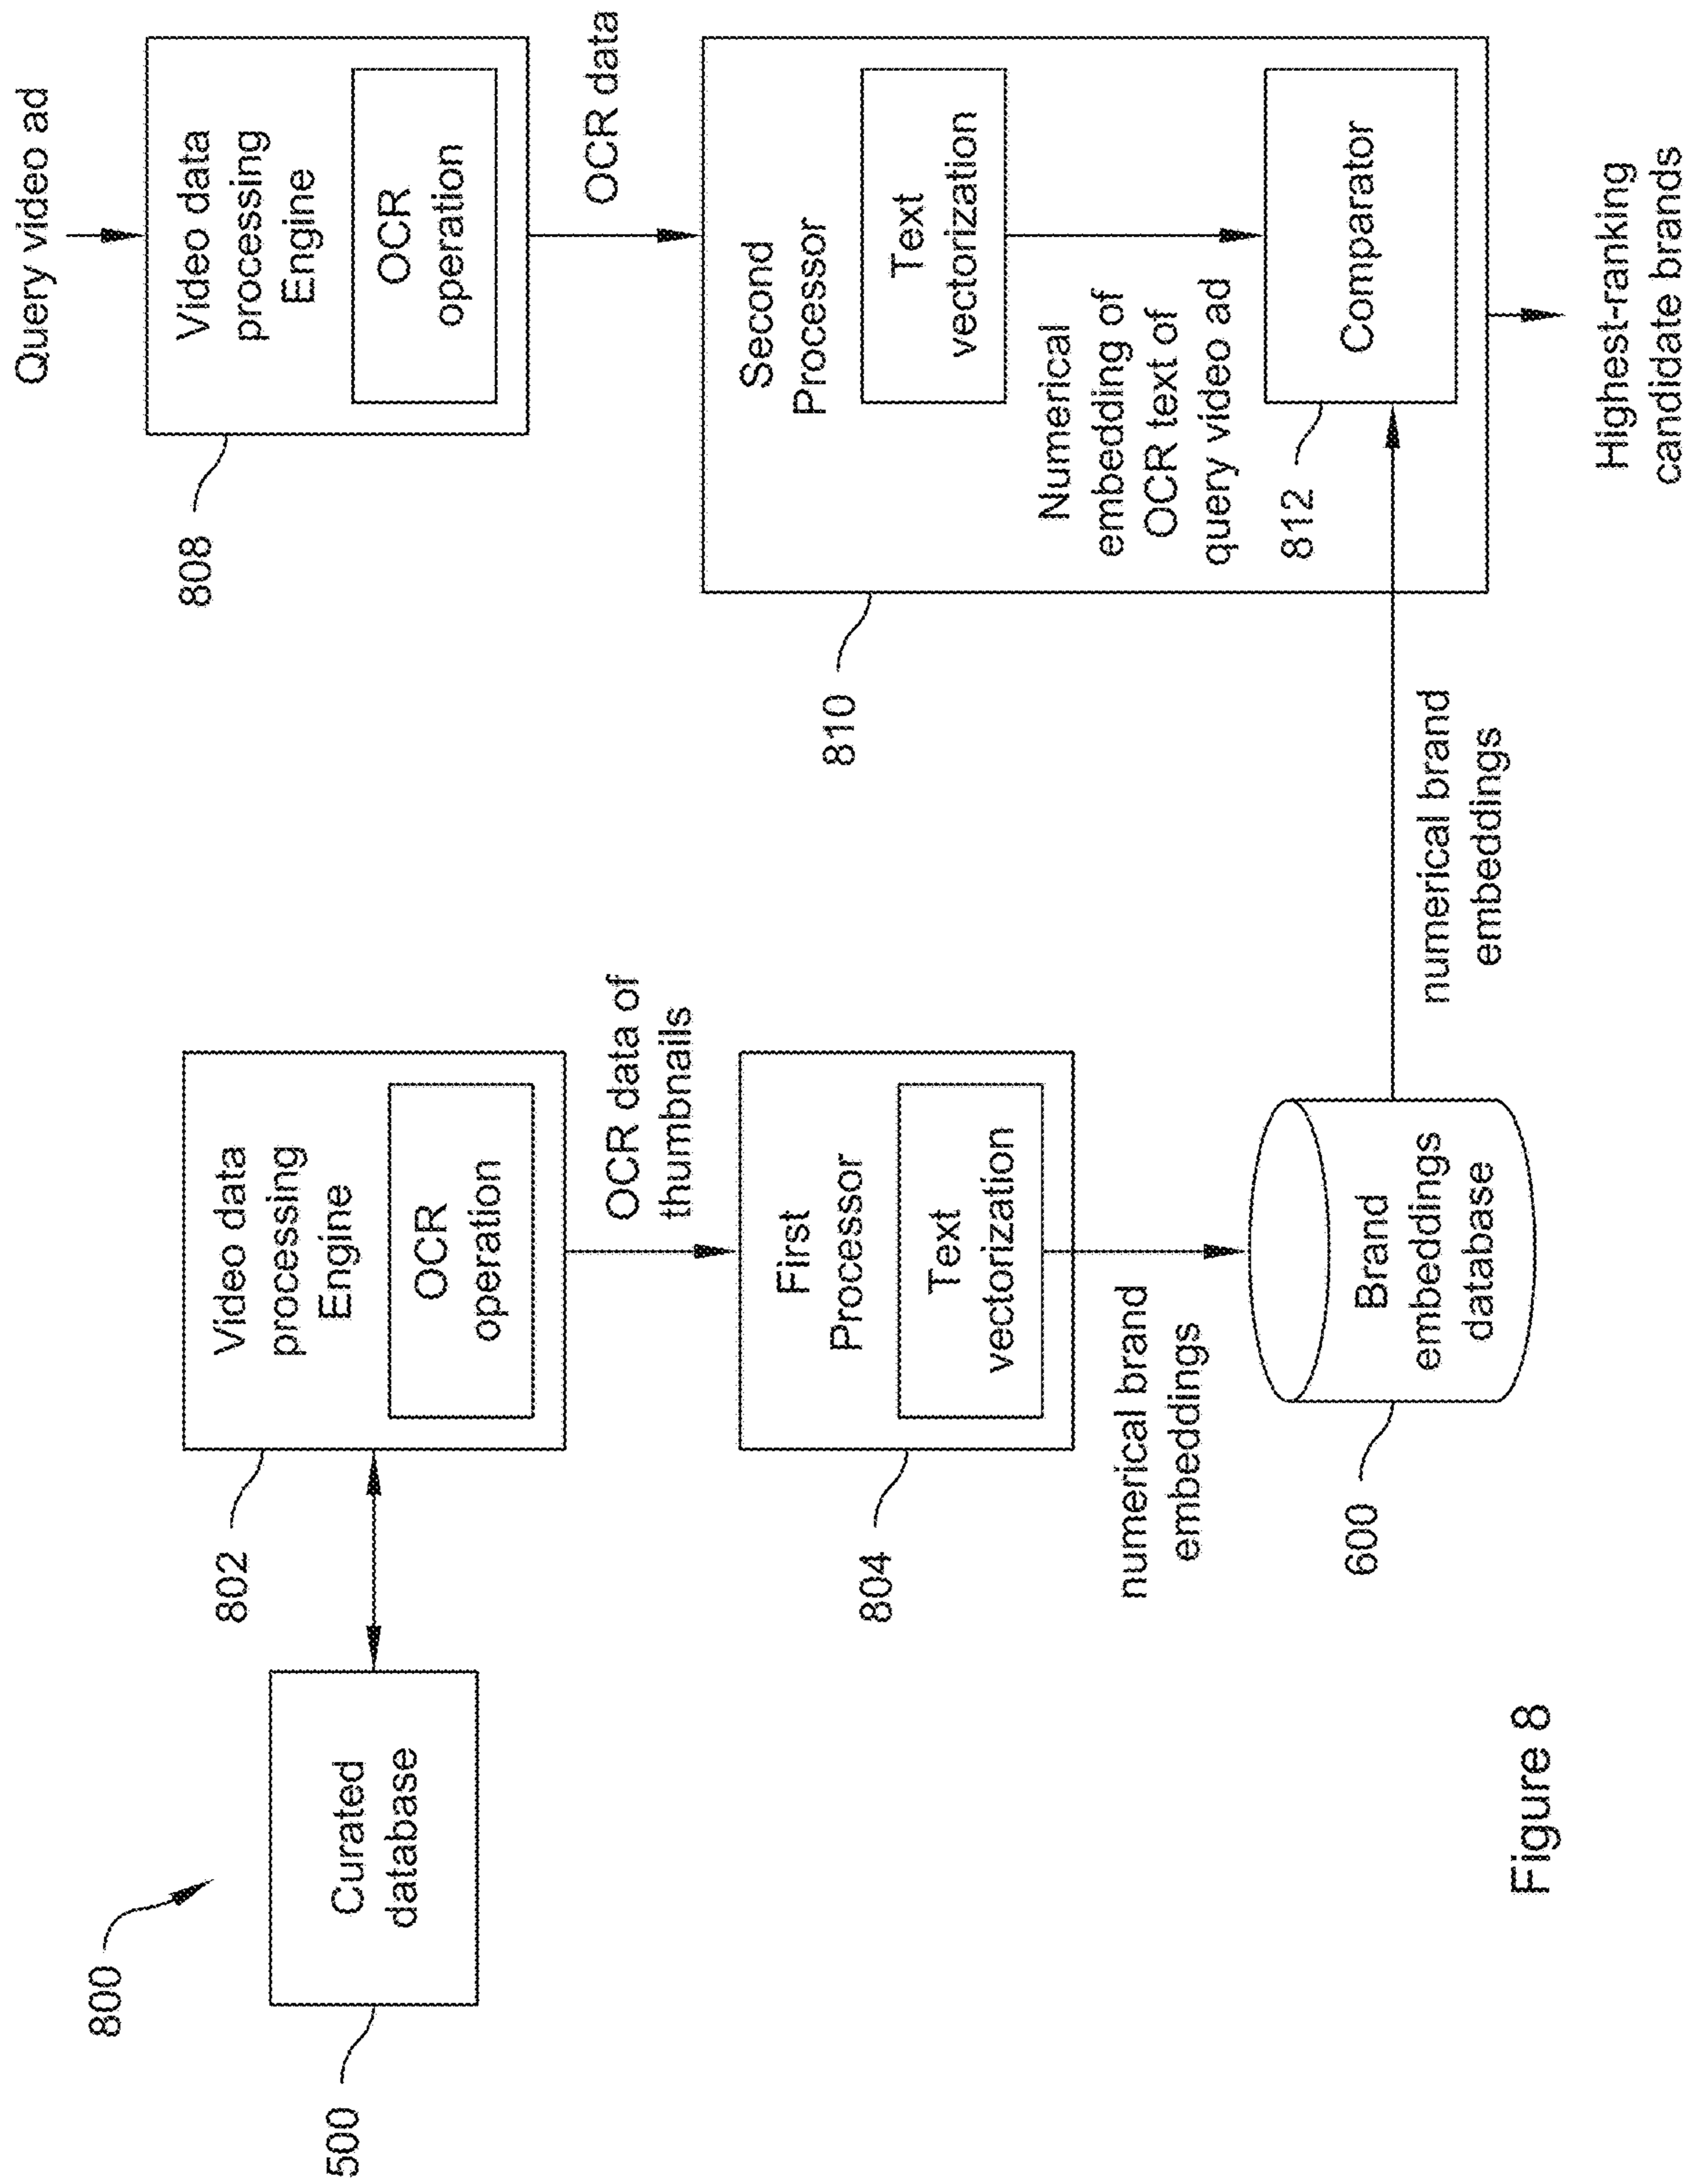 800
500
Curated
database
802
Video data
processing
Engine
OCR
operation
OCR data of
thumbnails
804
First
Processor
Text
vectorization
numerical brand
embeddings
600
Brand
embeddings
database
numerical brand
embeddings
Query video ad
808
Video data
processing
Engine
OCR
operation
OCR data
810
Second
Processor
Text
vectorization
Numerical
embedding of
OCR text of
query video ad
812
Comparator
Highest-ranking
candidate brands
Figure 8